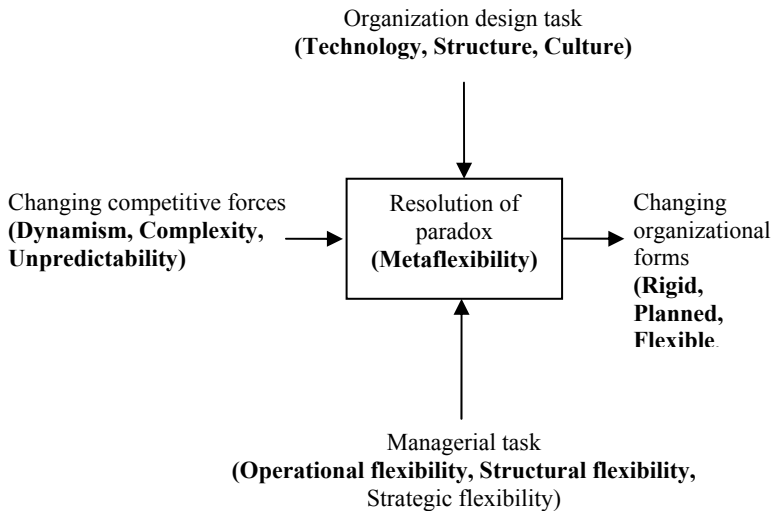 Organization design task
(Technology, Structure, Culture)
Changing competitive forces
(Dynamism, Complexity,
Unpredictability)
Resolution of
paradox
(Metaflexibility)
Changing
organizational
forms
(Rigid,
Planned,
Flexible.
Managerial task
(Operational flexibility, Structural flexibility,
Strategic flexibility)